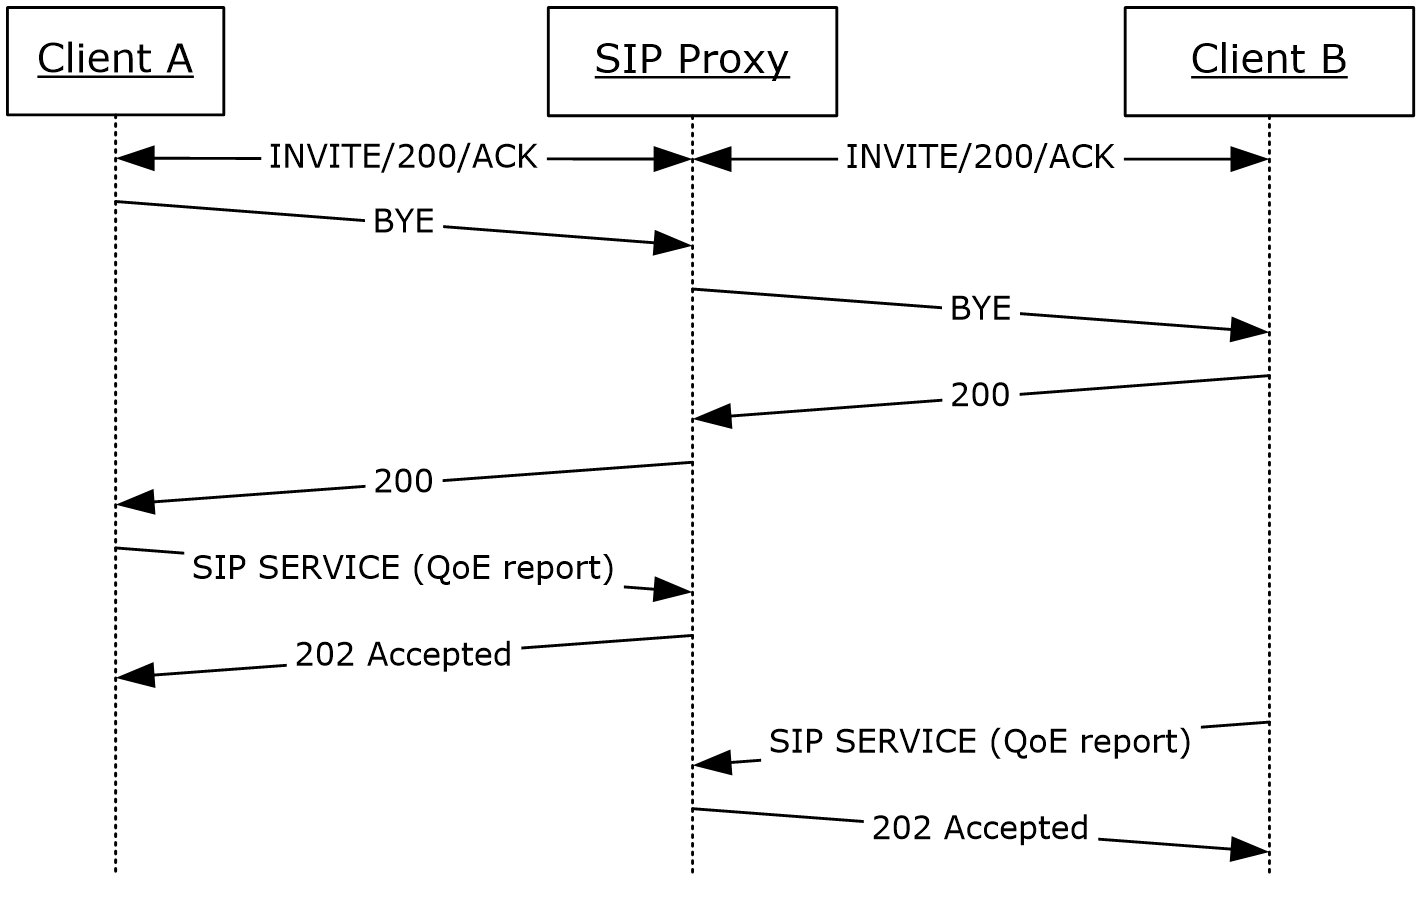 Client A
SIP Proxy
Client B
INVITE/200/ACK
INVITE/200/ACK
BYE
BYE
200
200
SIP SERVICE (QoE report)
202 Accepted
SIP SERVICE (QoE report)
202 Accepted